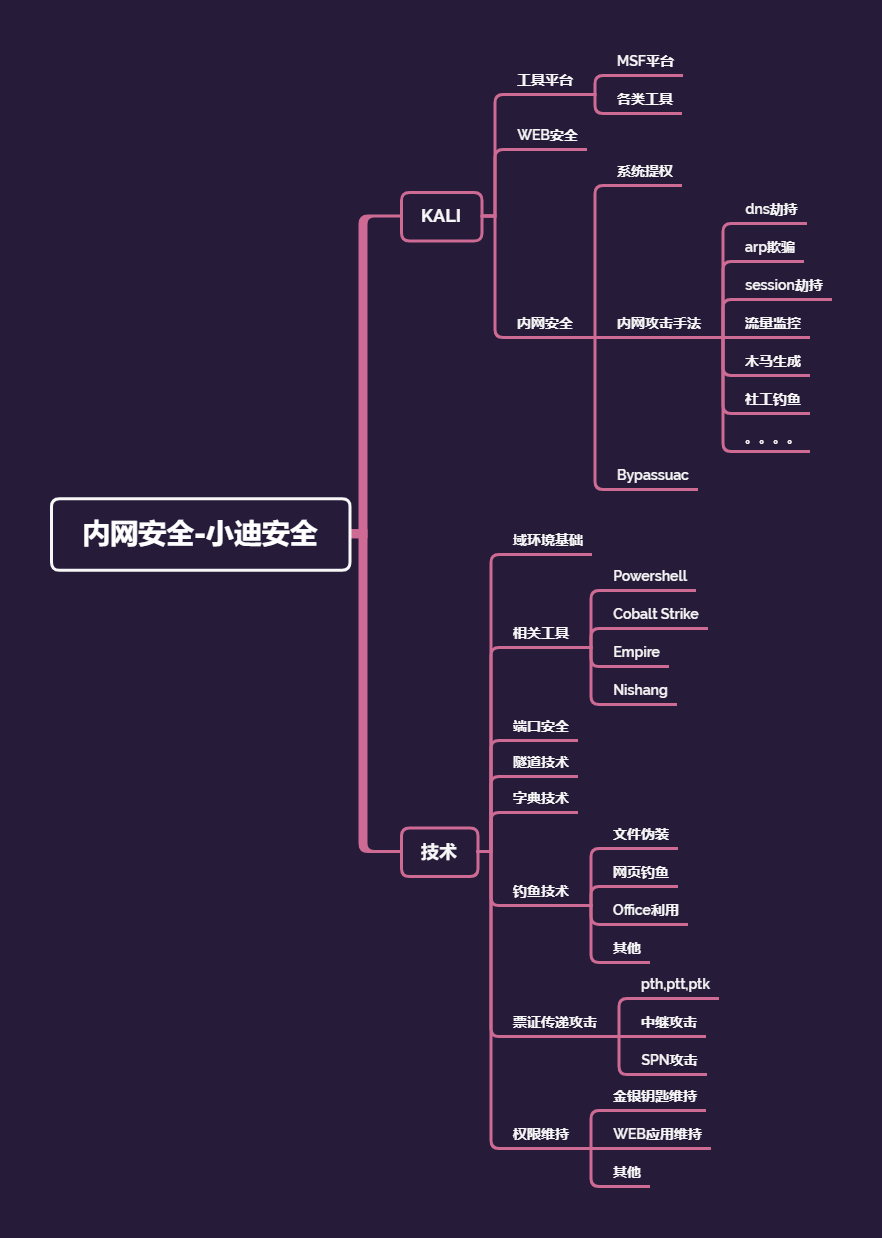 内网安全-小迪安全
KALI
工具平台
MSF平台
各类工具
WEB安全
内网安全
系统提权
内网攻击手法
dns劫持
arp欺骗
session劫持
流量监控
木马生成
社工钓鱼
。。。。
Bypassuac
技术
域环境基础
相关工具
Powershell
Cobalt Strike
Empire
Nishang
端口安全
隧道技术
字典技术
钓鱼技术
文件伪装
网页钓鱼
Office利用
其他
票证传递攻击
pth,ptt,ptk
中继攻击
SPN攻击
权限维持
金银钥匙维持
WEB应用维持
其他